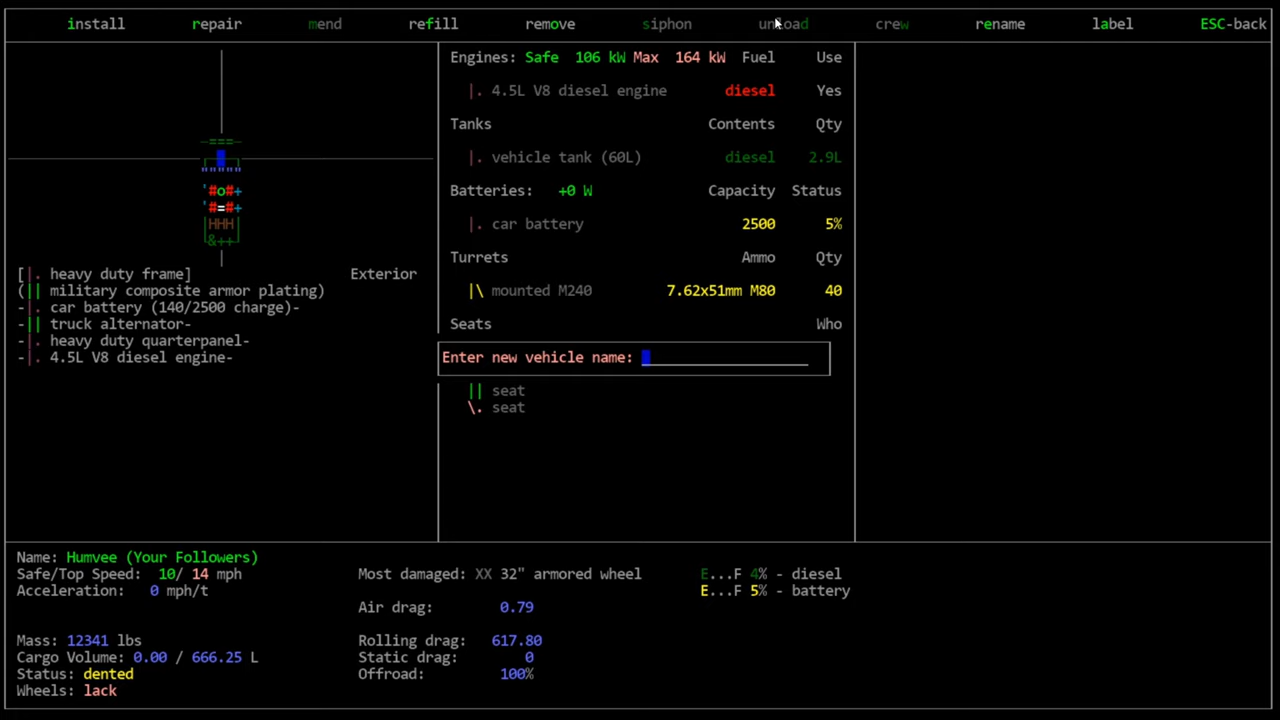 install repair mend refill remove siphon unload crew rename label ESC-back
Engines: Safe 106 kW Max 164 kW Fuel Use
|. 4.5L V8 diesel engine diesel Yes
Tanks Contents Qty
|. vehicle tank (60L) diesel 2.9L
Batteries: +0 W Capacity Status
|. car battery 2500 5%
Turrets Ammo Qty
|\ mounted M240 7.62x51mm M80 40
Seats Who
Enter new vehicle name:
|| seat
\. seat
-===-
'#o#+
'#=#+
|HHH|
|&++|
[|. heavy duty frame] Exterior
(|| military composite armor plating)
-|. car battery (140/2500 charge)-
-|| truck alternator-
-|. heavy duty quarterpanel-
-|. 4.5L V8 diesel engine-
Name: Humvee (Your Followers)
Safe/Top Speed: 10/ 14 mph
Acceleration: 0 mph/t
Mass: 12341 lbs
Cargo Volume: 0.00 / 666.25 L
Status: dented
Wheels: lack
Most damaged: XX 32" armored wheel
Air drag: 0.79
Rolling drag: 617.80
Static drag: 0
Offroad: 100%
E...F 4% - diesel
E...F 5% - battery